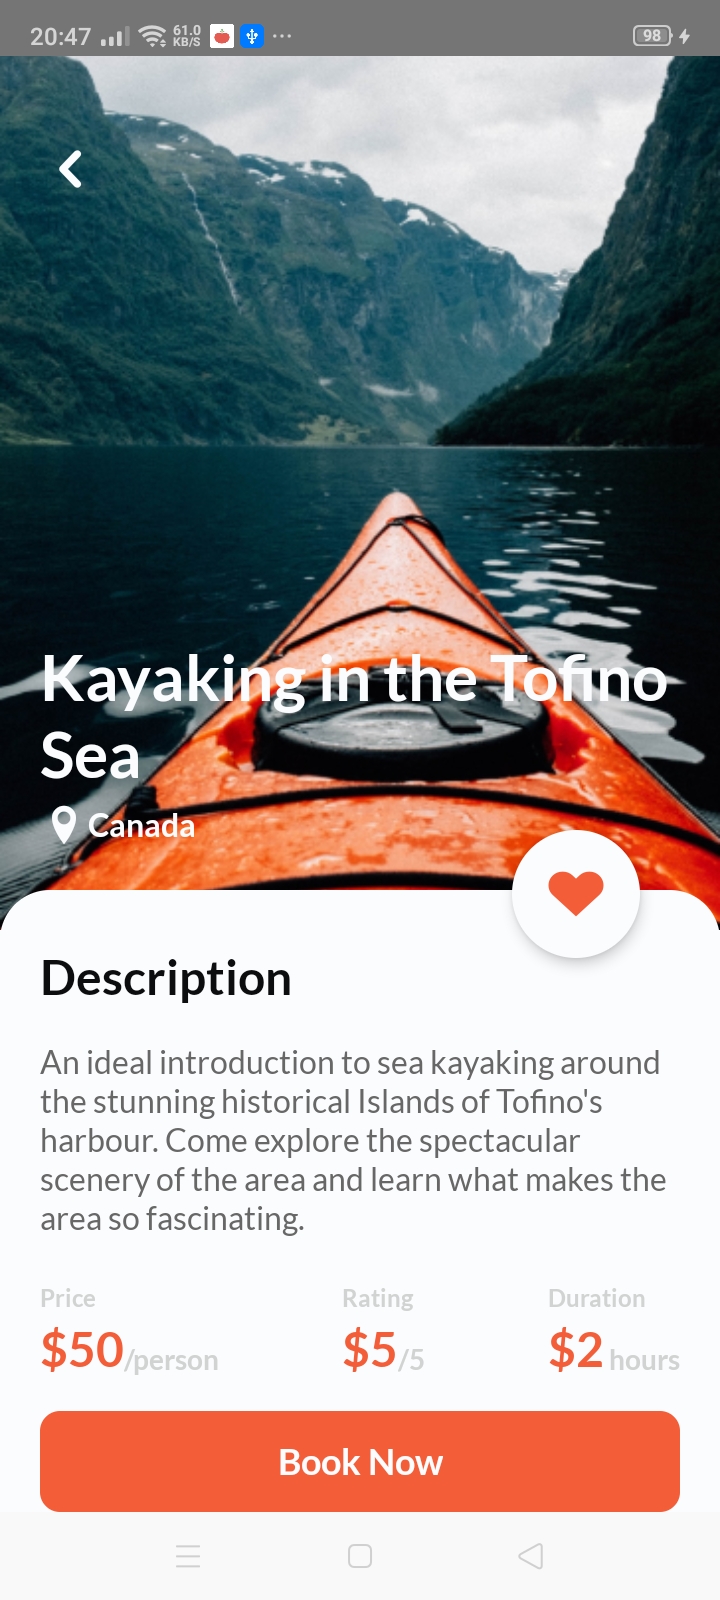 20:47 61.0 KB/S 98
Kayaking in the Tofino
Sea
Canada
Description
An ideal introduction to sea kayaking around
the stunning historical Islands of Tofino's
harbour. Come explore the spectacular
scenery of the area and learn what makes the
area so fascinating.
Price Rating Duration
$50/person $5/5 $2 hours
Book Now